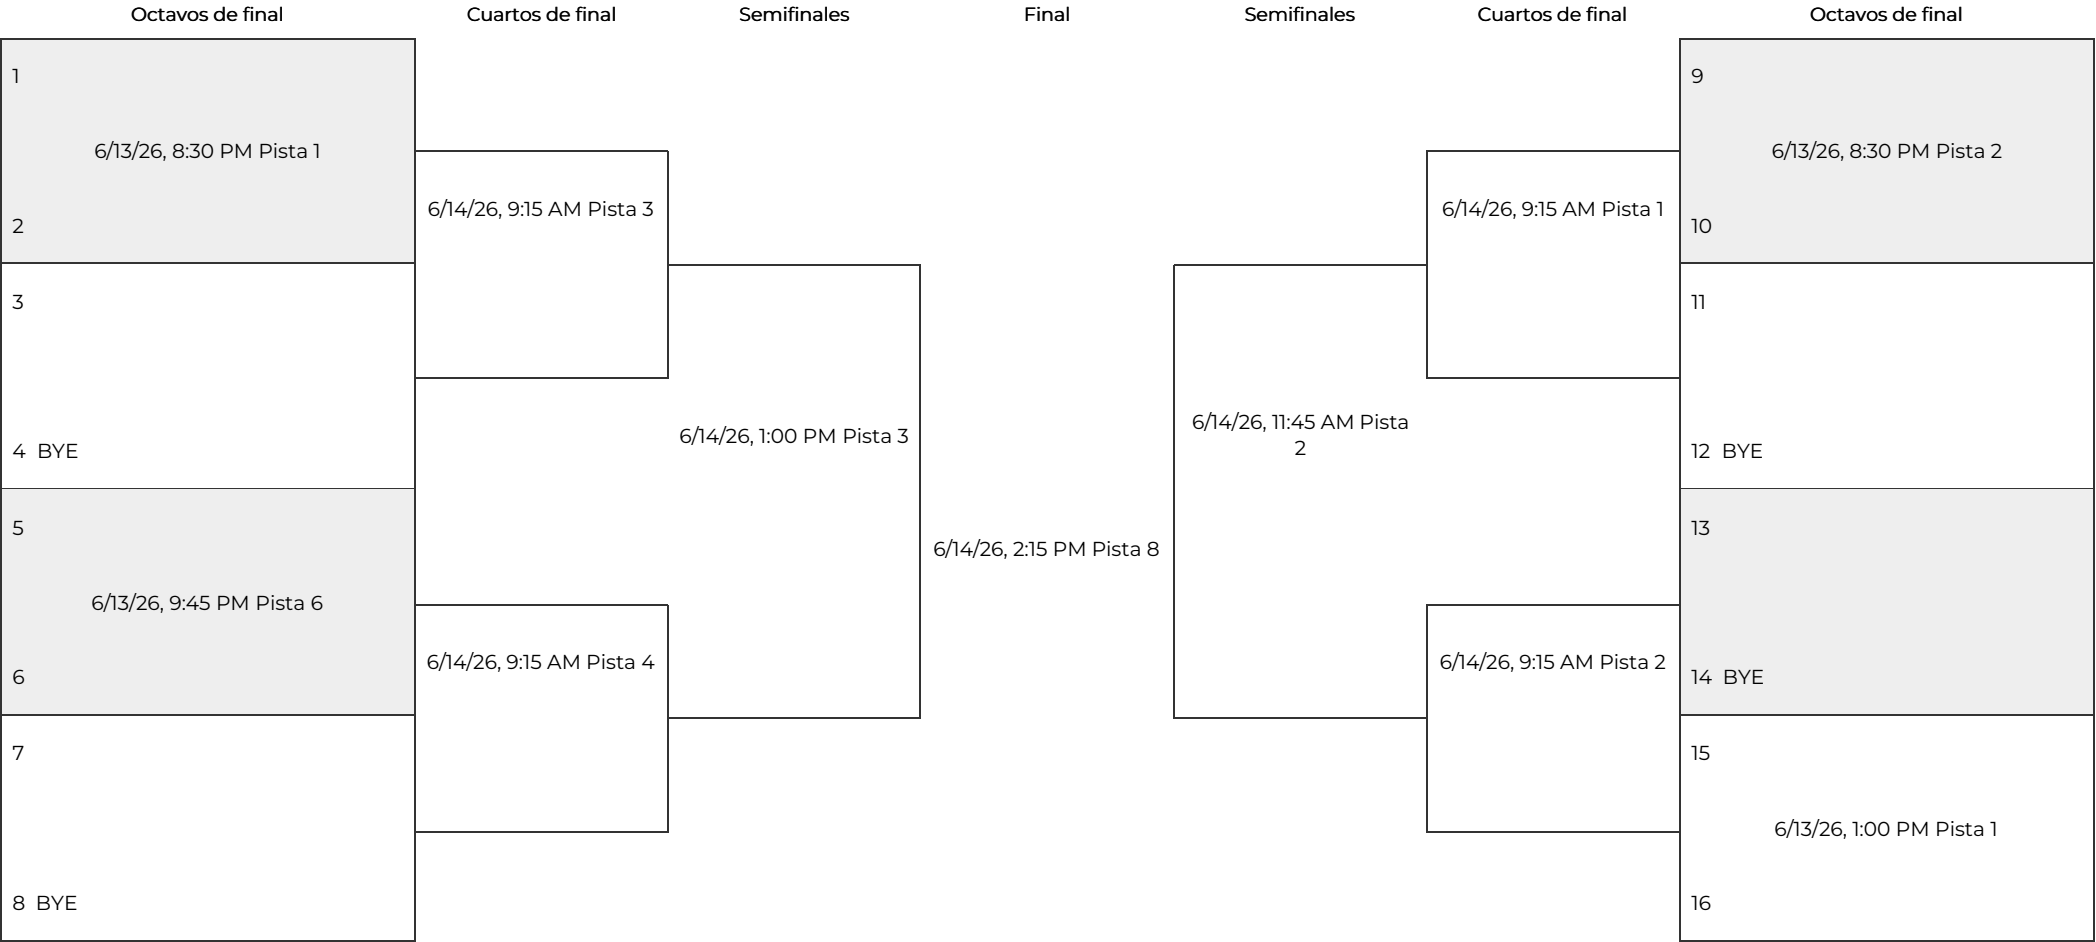 Octavos de final
Cuartos de final
Semifinales
Final
Semifinales
Cuartos de final
Octavos de final
1
6/13/26, 8:30 PM Pista 1
2
3
4 BYE
5
6/13/26, 9:45 PM Pista 6
6
7
8 BYE
6/14/26, 9:15 AM Pista 3
6/14/26, 9:15 AM Pista 4
6/14/26, 1:00 PM Pista 3
6/14/26, 2:15 PM Pista 8
6/14/26, 11:45 AM Pista
2
6/14/26, 9:15 AM Pista 1
6/14/26, 9:15 AM Pista 2
9
6/13/26, 8:30 PM Pista 2
10
11
12 BYE
13
14 BYE
15
6/13/26, 1:00 PM Pista 1
16